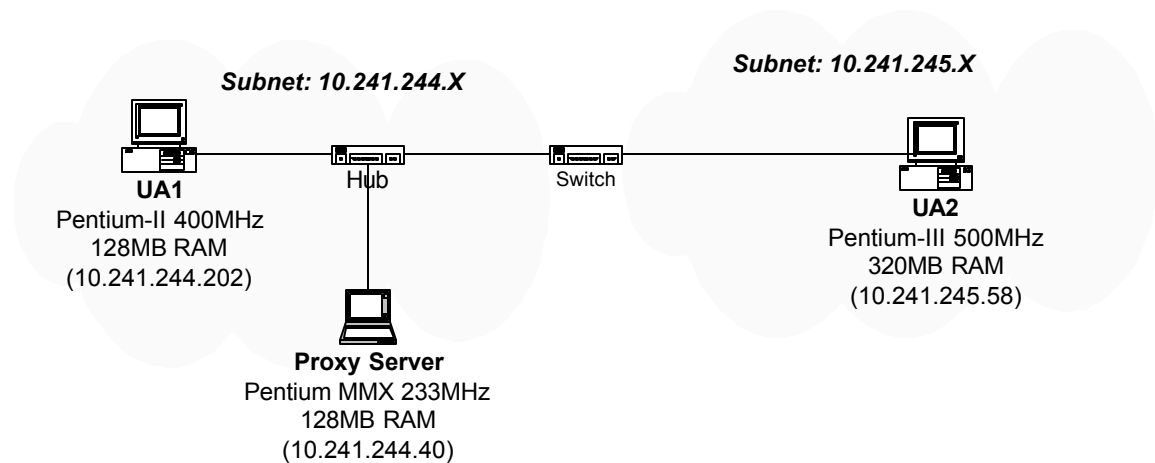 Subnet: 10.241.244.X
Subnet: 10.241.245.X
Hub
Switch
UA1
Pentium-II 400MHz
128MB RAM
(10.241.244.202)
UA2
Pentium-III 500MHz
320MB RAM
(10.241.245.58)
Proxy Server
Pentium MMX 233MHz
128MB RAM
(10.241.244.40)